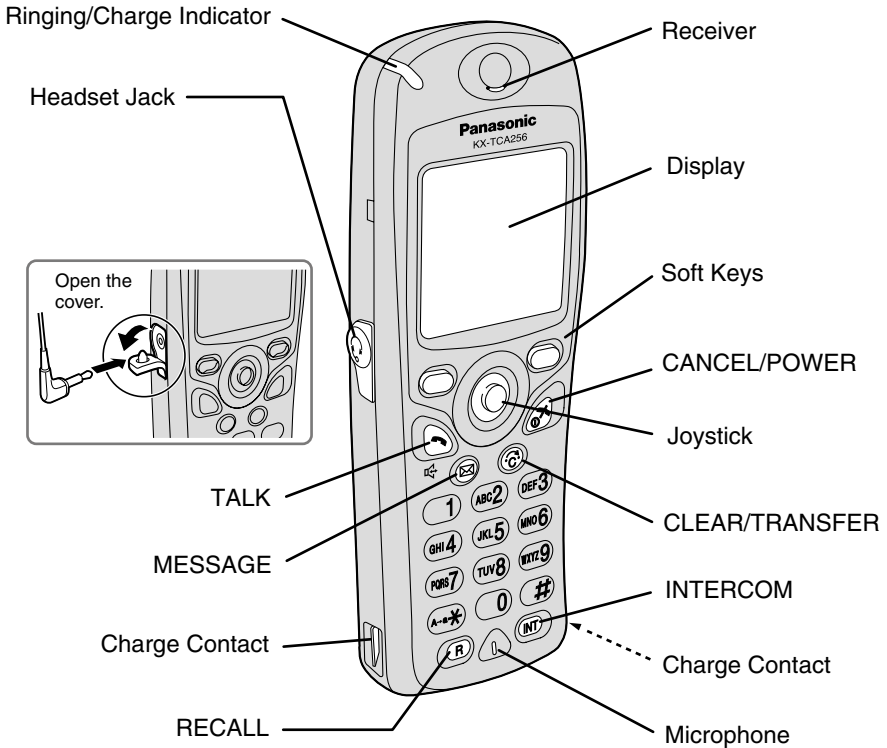 Ringing/Charge Indicator
Receiver
Headset Jack
Panasonic
KX-TCA256
Display
Open the
cover.
Soft Keys
CANCEL/POWER
Joystick
TALK
C
MESSAGE
1
ABC2
DEF3
CLEAR/TRANSFER
GHI4
JKL5
MNO6
PQRS7
TUV8
WXYZ9
INTERCOM
A→a*
0
#
Charge Contact
R
INT
Charge Contact
RECALL
Microphone